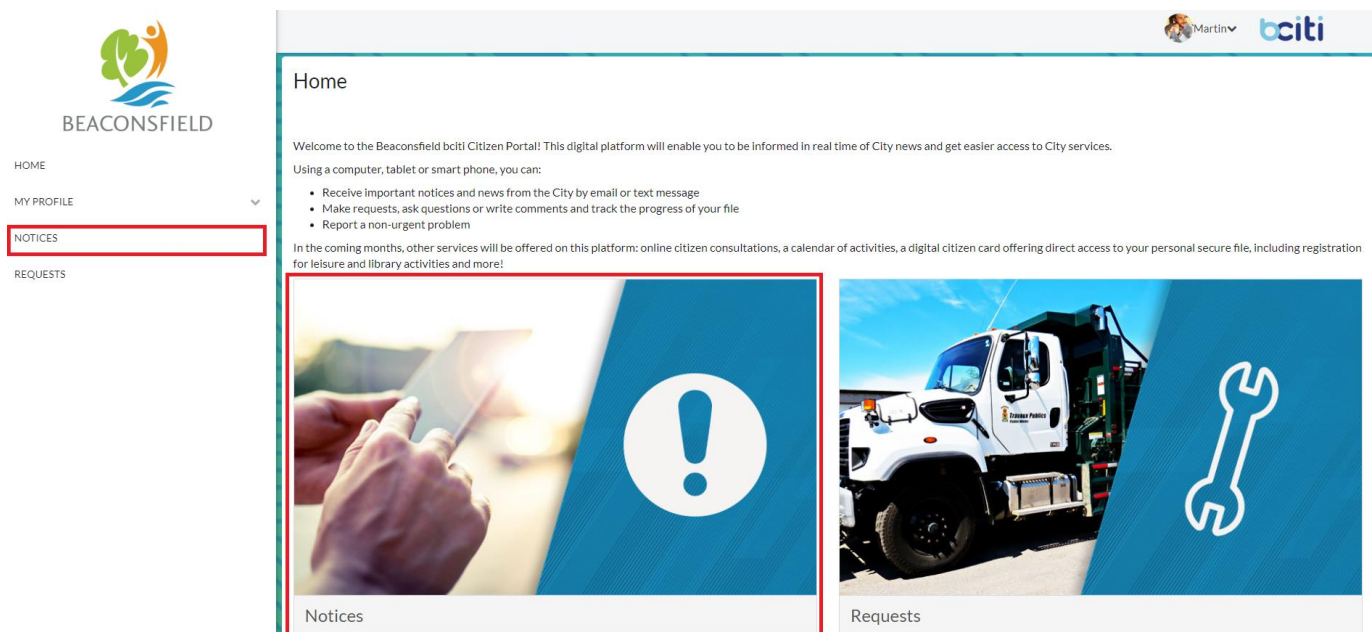 Martin
bciti
BEACONSFIELD
HOME
MY PROFILE
NOTICES
REQUESTS
Home
Welcome to the Beaconsfield bciti Citizen Portal! This digital platform will enable you to be informed in real time of City news and get easier access to City services.
Using a computer, tablet or smart phone, you can:
• Receive important notices and news from the City by email or text message
• Make requests, ask questions or write comments and track the progress of your file
• Report a non-urgent problem
In the coming months, other services will be offered on this platform: online citizen consultations, a calendar of activities, a digital citizen card offering direct access to your personal secure file, including registration
for leisure and library activities and more!
Travaux Publics
Public Works
Notices
Requests